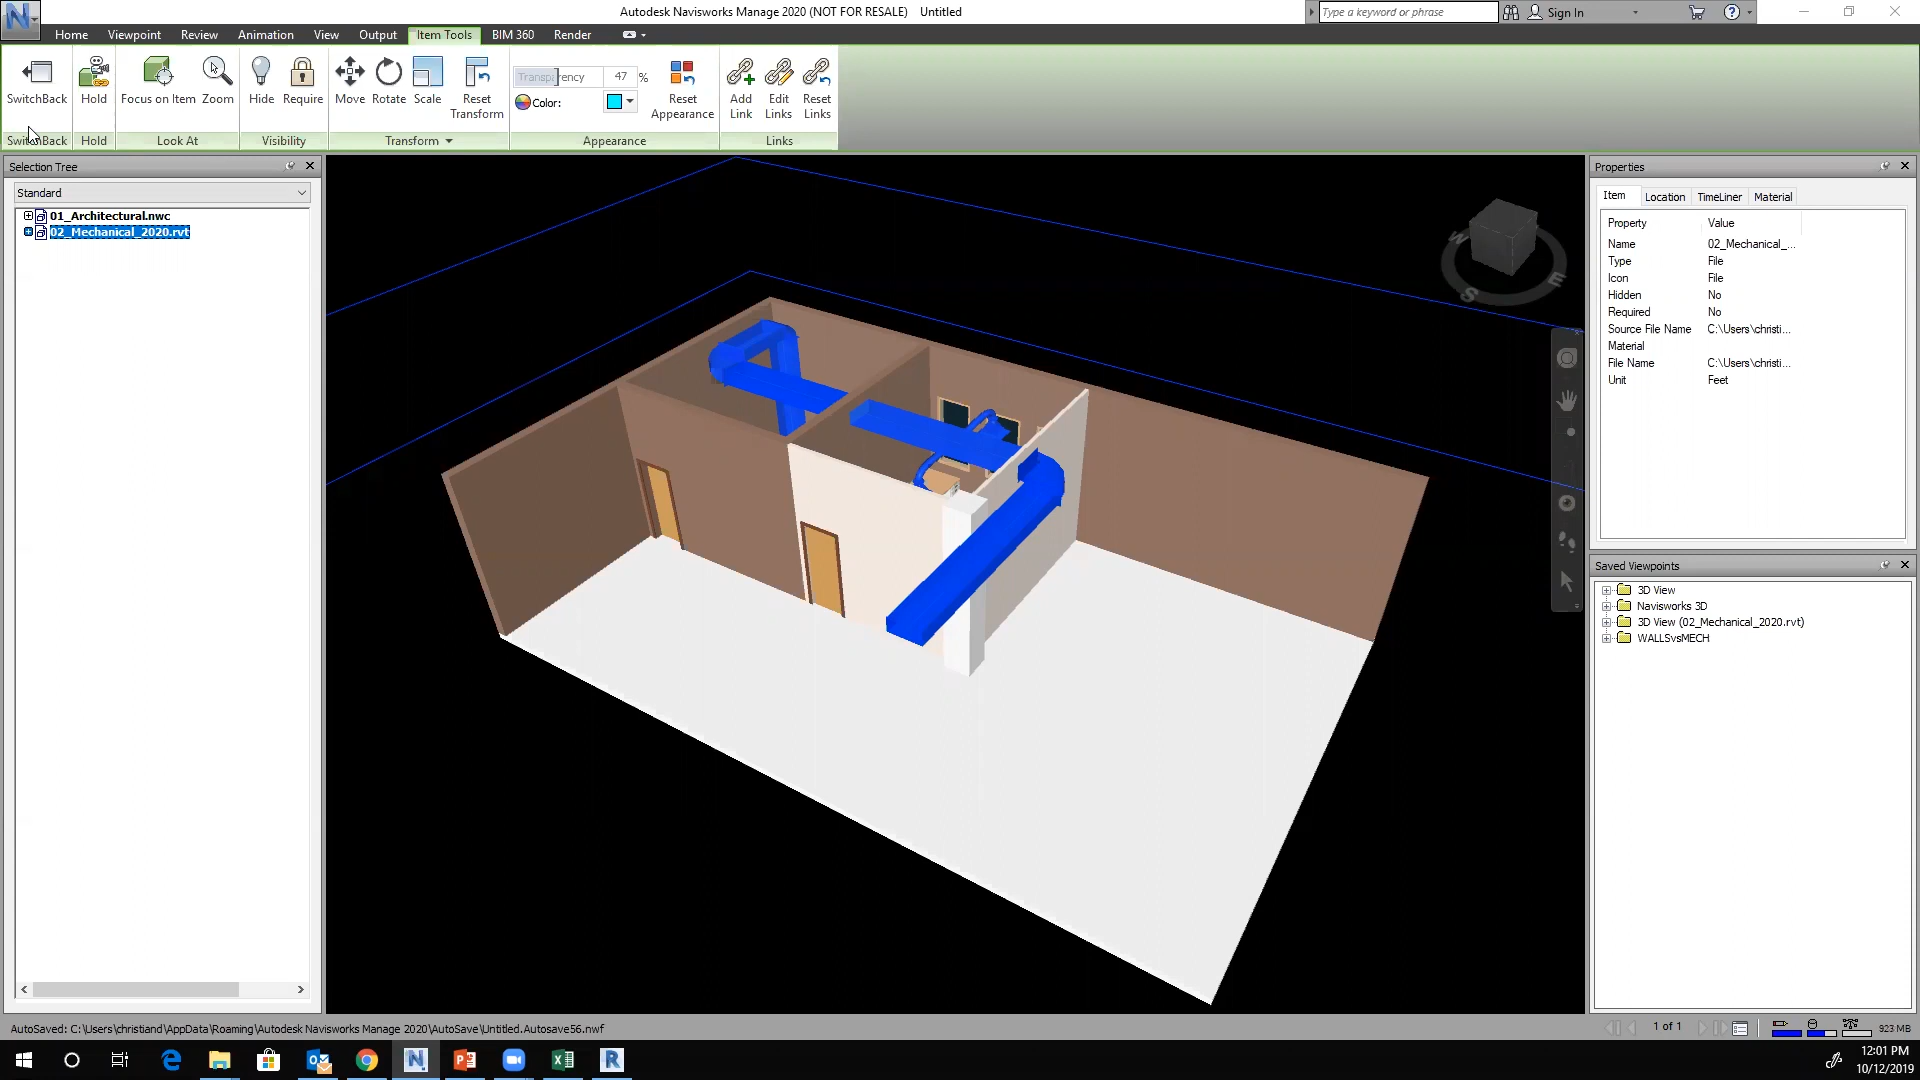 Autodesk Navisworks Manage 2020 (NOT FOR RESALE) Untitled
Type a keyword or phrase
Sign In
Home Viewpoint Review Animation View Output Item Tools BIM 360 Render
SwitchBack Hold Focus on Item Zoom Hide Require Move Rotate Scale Reset Transform
Transparency 47 %
Color:
Reset Appearance
Add Link Edit Links Reset Links
SwitchBack Hold Look At Visibility Transform Appearance Links
Selection Tree
Standard
01_Architectural.nwc
02_Mechanical_2020.rvt
W S E
Properties
Item Location TimeLiner Material
Property Value
Name 02_Mechanical_...
Type File
Icon File
Hidden No
Required No
Source File Name C:\Users\christi...
Material
File Name C:\Users\christi...
Unit Feet
Saved Viewpoints
3D View
Navisworks 3D
3D View (02_Mechanical_2020.rvt)
WALLSvsMECH
AutoSaved: C:\Users\christiand\AppData\Roaming\Autodesk Navisworks Manage 2020\AutoSave\Untitled.Autosave56.nwf
1 of 1
923 MB
12:01 PM
10/12/2019